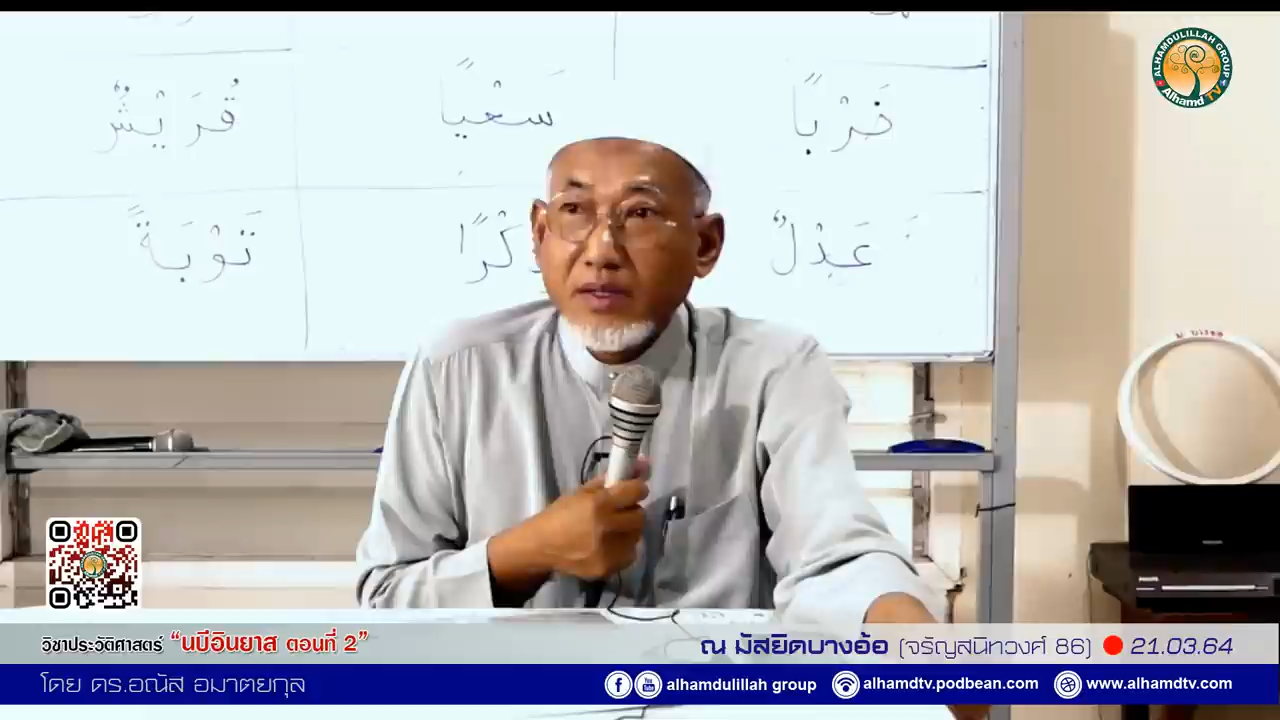 ALHAMDULILLAH GROUP
Alhamd TV
قُرَيْشٌ
سَعْيًا
ضَرْبًا
تَوْبَةً
كْرًا
عَدْلٌ
PHILIPS
วิชาประวัติศาสตร์ “นบีอินยาส ตอนที่ 2”
ณ มัสยิดบางอ้อ (จรัญสนิทวงศ์ 86) 21.03.64
โดย ดร.อณัส อมาตยกุล
alhamdulillah group
alhamdtv.podbean.com
www.alhamdtv.com